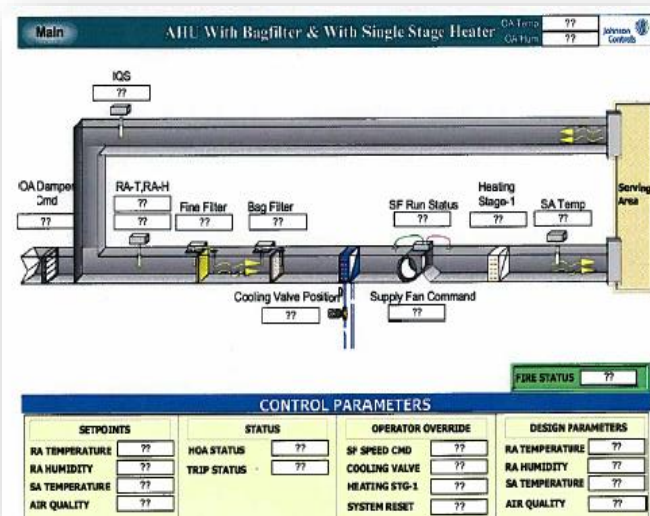 Main
AHU With Bagfilter & With Single Stage Heater
OA Temp ??
OA Hum ??
Johnson Controls
IQS
??
OA Damper
Cmd
??
RA-T,RA-H
??
??
Fine Filter
??
Bag Filter
??
SF Run Status
??
Heating
Stage-1
??
SA Temp
??
Serving
Area
Cooling Valve Position
??
Supply Fan Command
??
FIRE STATUS ??
CONTROL PARAMETERS
SETPOINTS
RA TEMPERATURE ??
RA HUMIDITY ??
SA TEMPERATURE ??
AIR QUALITY ??
STATUS
HOA STATUS ??
TRIP STATUS ??
OPERATOR OVERRIDE
SF SPEED CMD ??
COOLING VALVE ??
HEATING STG-1 ??
SYSTEM RESET ??
DESIGN PARAMETERS
RA TEMPERATURE ??
RA HUMIDITY ??
SA TEMPERATURE ??
AIR QUALITY ??